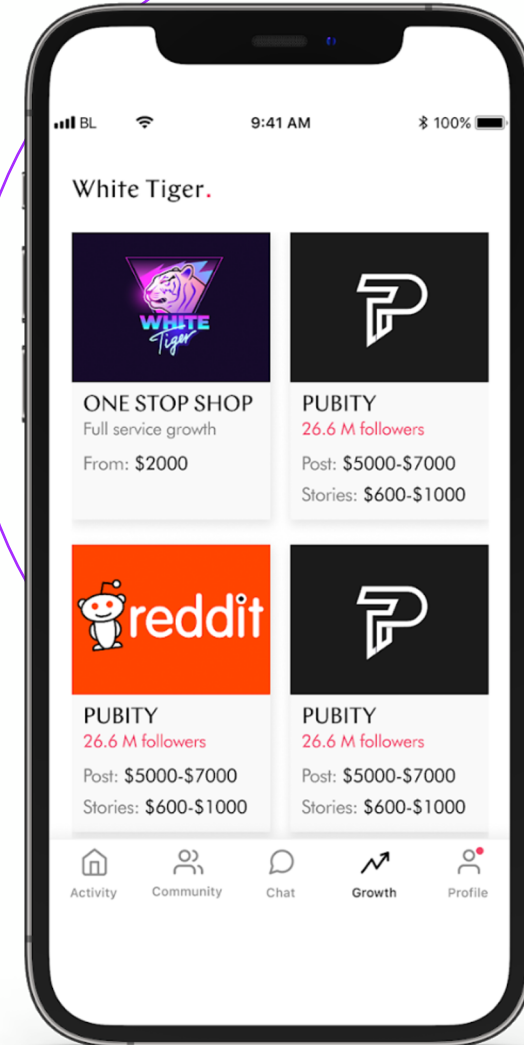 BL 9:41 AM 100%
White Tiger.
WHITE
Tiger
ONE STOP SHOP
Full service growth
From: $2000
PUBITY
26.6 M followers
Post: $5000-$7000
Stories: $600-$1000
reddit
PUBITY
26.6 M followers
Post: $5000-$7000
Stories: $600-$1000
PUBITY
26.6 M followers
Post: $5000-$7000
Stories: $600-$1000
Activity Community Chat Growth Profile